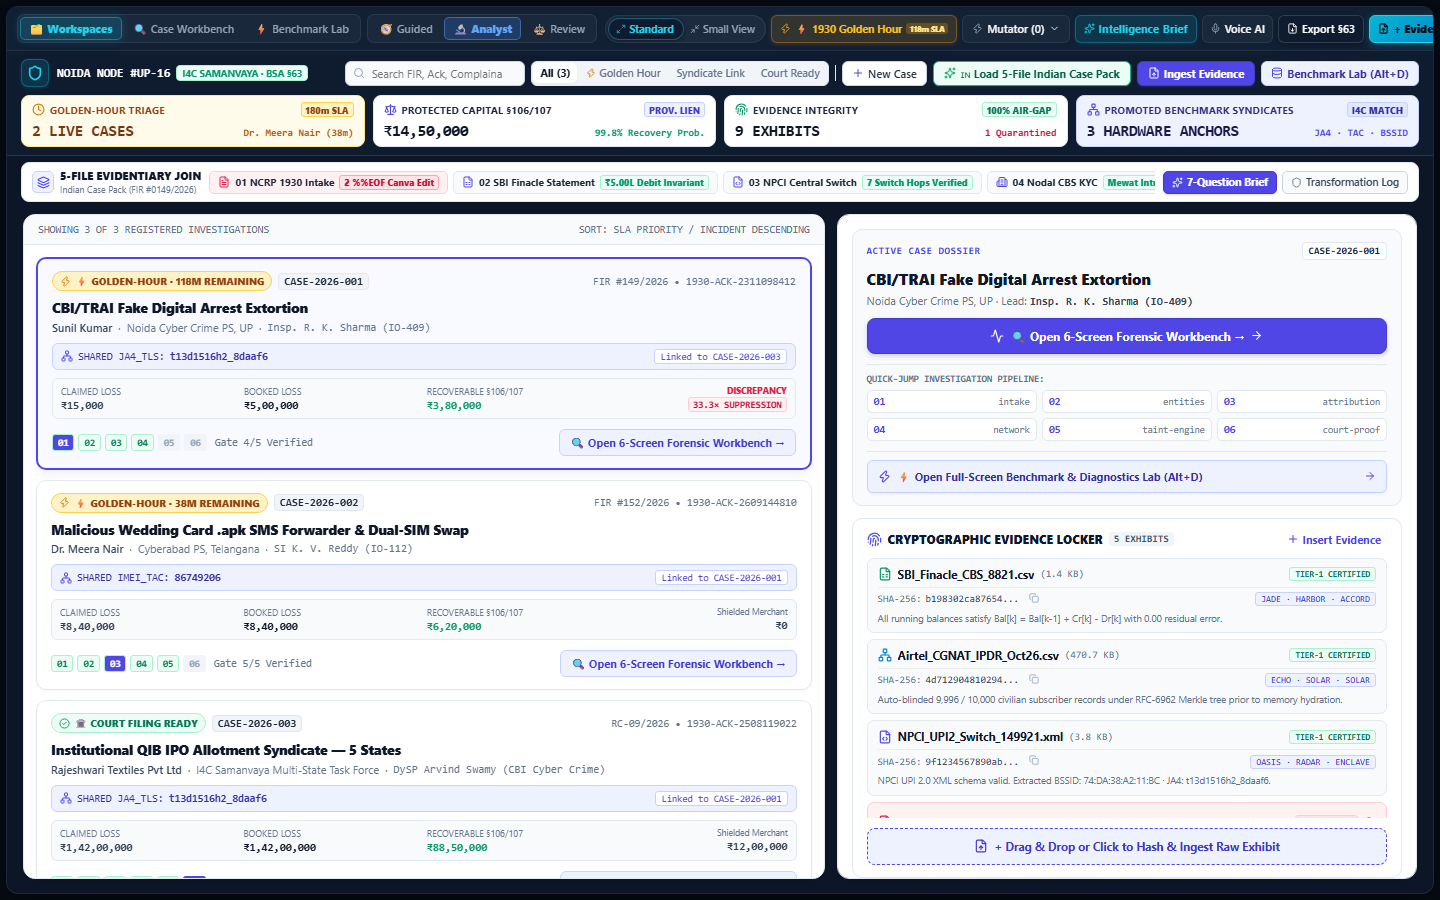 Workspaces Case Workbench Benchmark Lab Guided Analyst Review Standard Small View 1930 Golden Hour 118m SLA Mutator (0) Intelligence Brief Voice AI Export §63 + Evide
NOIDA NODE #UP-16 I4C SAMANVAYA · BSA §63 Search FIR, Ack, Complaina All (3) Golden Hour Syndicate Link Court Ready + New Case IN Load 5-File Indian Case Pack Ingest Evidence Benchmark Lab (Alt+D)
GOLDEN-HOUR TRIAGE 180m SLA
2 LIVE CASES Dr. Meera Nair (38m)
PROTECTED CAPITAL §106/107 PROV. LIEN
₹14,50,000 99.8% Recovery Prob.
EVIDENCE INTEGRITY 100% AIR-GAP
9 EXHIBITS 1 Quarantined
PROMOTED BENCHMARK SYNDICATES I4C MATCH
3 HARDWARE ANCHORS JA4 · TAC · BSSID
5-FILE EVIDENTIARY JOIN
Indian Case Pack (FIR #0149/2026)
01 NCRP 1930 Intake 2 %%EOF Canva Edit 02 SBI Finacle Statement ₹5.00L Debit Invariant 03 NPCI Central Switch 7 Switch Hops Verified 04 Nodal CBS KYC Mewat Int 7-Question Brief Transformation Log
SHOWING 3 OF 3 REGISTERED INVESTIGATIONS SORT: SLA PRIORITY / INCIDENT DESCENDING
GOLDEN-HOUR · 118M REMAINING CASE-2026-001 FIR #149/2026 • 1930-ACK-2311098412
CBI/TRAI Fake Digital Arrest Extortion
Sunil Kumar · Noida Cyber Crime PS, UP · Insp. R. K. Sharma (IO-409)
SHARED JA4_TLS: t13d1516h2_8daaf6 Linked to CASE-2026-003
CLAIMED LOSS BOOKED LOSS RECOVERABLE §106/107 DISCREPANCY
₹15,000 ₹5,00,000 ₹3,80,000 33.3× SUPPRESSION
01 02 03 04 05 06 Gate 4/5 Verified Open 6-Screen Forensic Workbench →
GOLDEN-HOUR · 38M REMAINING CASE-2026-002 FIR #152/2026 • 1930-ACK-2609144810
Malicious Wedding Card .apk SMS Forwarder & Dual-SIM Swap
Dr. Meera Nair · Cyberabad PS, Telangana · SI K. V. Reddy (IO-112)
SHARED IMEI_TAC: 86749206 Linked to CASE-2026-001
CLAIMED LOSS BOOKED LOSS RECOVERABLE §106/107 Shielded Merchant
₹8,40,000 ₹8,40,000 ₹6,20,000 ₹0
01 02 03 04 05 06 Gate 5/5 Verified Open 6-Screen Forensic Workbench →
COURT FILING READY CASE-2026-003 RC-09/2026 • 1930-ACK-2508119022
Institutional QIB IPO Allotment Syndicate — 5 States
Rajeshwari Textiles Pvt Ltd · I4C Samanvaya Multi-State Task Force · DySP Arvind Swamy (CBI Cyber Crime)
SHARED JA4_TLS: t13d1516h2_8daaf6 Linked to CASE-2026-001
CLAIMED LOSS BOOKED LOSS RECOVERABLE §106/107 Shielded Merchant
₹1,42,00,000 ₹1,42,00,000 ₹88,50,000 ₹12,00,000
ACTIVE CASE DOSSIER CASE-2026-001
CBI/TRAI Fake Digital Arrest Extortion
Noida Cyber Crime PS, UP · Lead: Insp. R. K. Sharma (IO-409)
Open 6-Screen Forensic Workbench → →
QUICK-JUMP INVESTIGATION PIPELINE:
01 intake 02 entities 03 attribution
04 network 05 taint-engine 06 court-proof
Open Full-Screen Benchmark & Diagnostics Lab (Alt+D) →
CRYPTOGRAPHIC EVIDENCE LOCKER 5 EXHIBITS + Insert Evidence
SBI_Finacle_CBS_8821.csv (1.4 KB) TIER-1 CERTIFIED
SHA-256: b198302ca87654... JADE · HARBOR · ACCORD
All running balances satisfy Bal[k] = Bal[k-1] + Cr[k] - Dr[k] with 0.00 residual error.
Airtel_CGNAT_IPDR_Oct26.csv (470.7 KB) TIER-1 CERTIFIED
SHA-256: 4d712904810294... ECHO · SOLAR · SOLAR
Auto-blinded 9,996 / 10,000 civilian subscriber records under RFC-6962 Merkle tree prior to memory hydration.
NPCI_UPI2_Switch_149921.xml (3.8 KB) TIER-1 CERTIFIED
SHA-256: 9f1234567890ab... OASIS · RADAR · ENCLAVE
NPCI UPI 2.0 XML schema valid. Extracted BSSID: 74:DA:38:A2:11:BC · JA4: t13d1516h2_8daaf6.
+ Drag & Drop or Click to Hash & Ingest Raw Exhibit